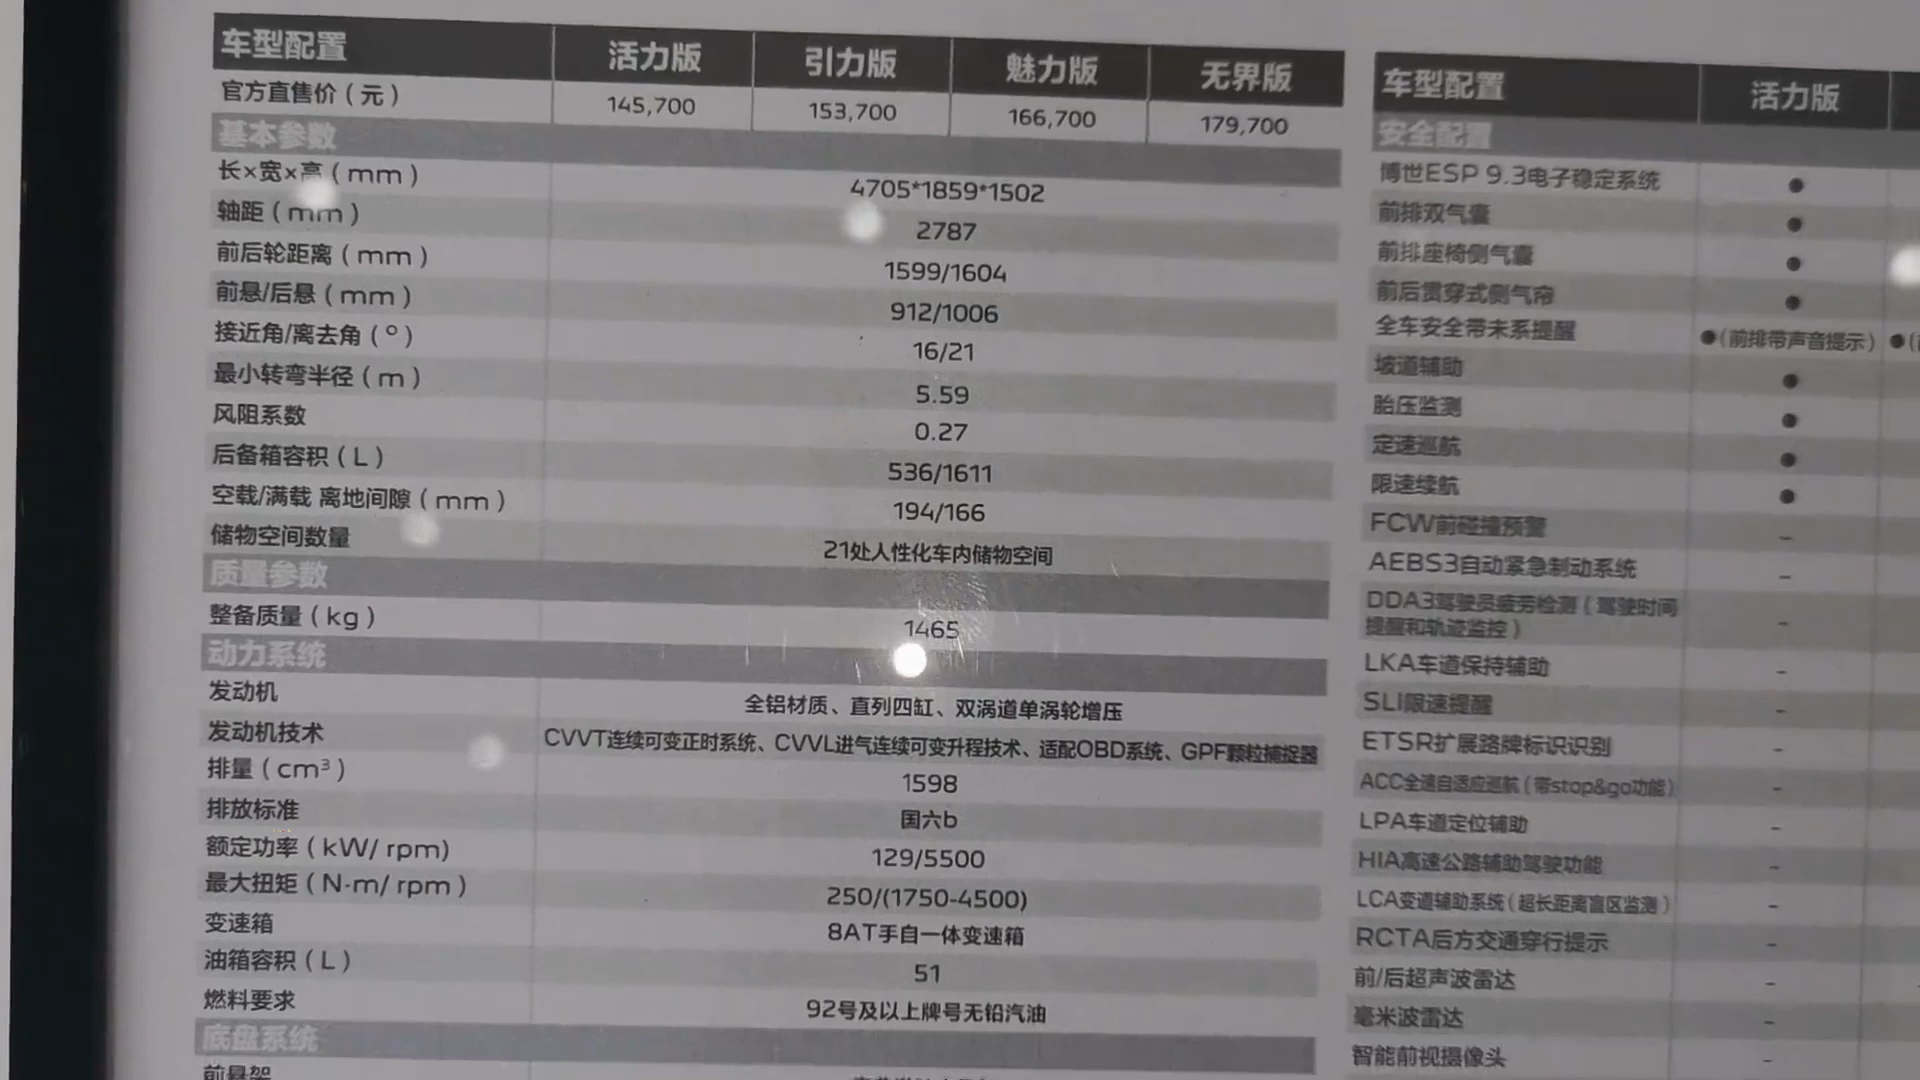 车型配置 活力版 引力版 魅力版 无界版
官方直售价（元） 145,700 153,700 166,700 179,700
基本参数
长×宽×高（mm） 4705*1859*1502
轴距（mm） 2787
前后轮距离（mm） 1599/1604
前悬/后悬（mm） 912/1006
接近角/离去角（°） 16/21
最小转弯半径（m） 5.59
风阻系数 0.27
后备箱容积（L） 536/1611
空载/满载 离地间隙（mm） 194/166
储物空间数量 21处人性化车内储物空间
质量参数
整备质量（kg） 1465
动力系统
发动机 全铝材质、直列四缸、双涡道单涡轮增压
发动机技术 CVVT连续可变正时系统、CVVL进气连续可变升程技术、适配OBD系统、GPF颗粒捕捉器
排量（cm³） 1598
排放标准 国六b
额定功率（kW/ rpm) 129/5500
最大扭矩（N·m/ rpm） 250/(1750-4500)
变速箱 8AT手自一体变速箱
油箱容积（L） 51
燃料要求 92号及以上牌号无铅汽油
底盘系统
前悬架
车型配置 活力版
安全配置
博世ESP 9.3电子稳定系统 ●
前排双气囊 ●
前排座椅侧气囊 ●
前后贯穿式侧气帘 ●
全车安全带未系提醒 ●（前排带声音提示） ●（
坡道辅助 ●
胎压监测 ●
定速巡航 ●
限速续航 ●
FCW前碰撞预警 -
AEBS3自动紧急制动系统 -
DDA3驾驶员疲劳检测（驾驶时间
提醒和轨迹监控） -
LKA车道保持辅助 -
SLI限速提醒 -
ETSR扩展路牌标识识别 -
ACC全速自适应巡航（带stop&go功能） -
LPA车道定位辅助 -
HIA高速公路辅助驾驶功能 -
LCA变道辅助系统（超长距离盲区监测） -
RCTA后方交通穿行提示 -
前/后超声波雷达 -
毫米波雷达 -
智能前视摄像头 -